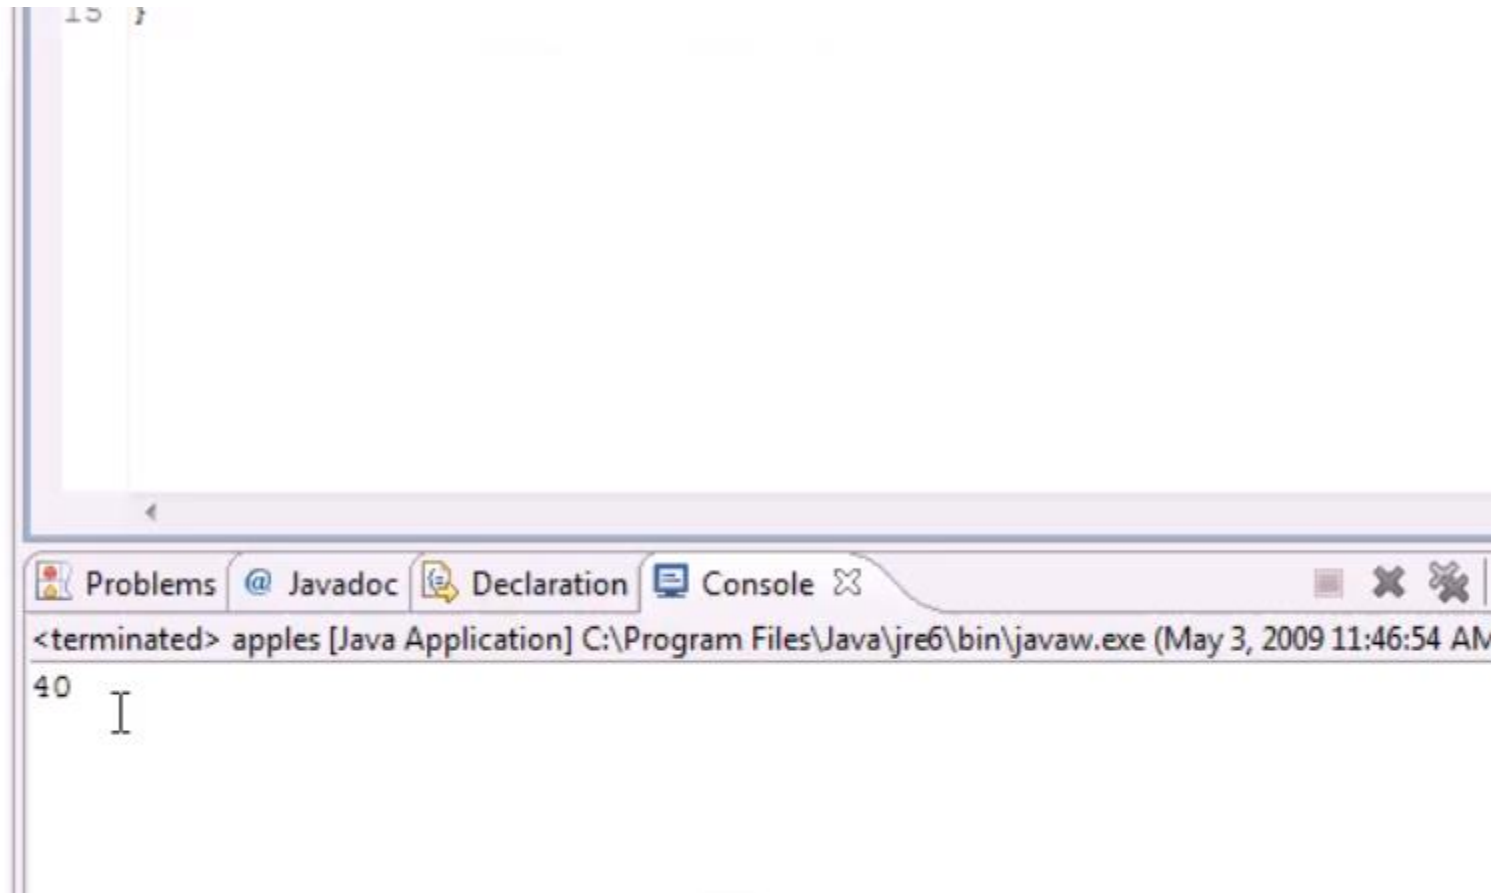 15 }
Problems @ Javadoc Declaration Console
<terminated> apples [Java Application] C:\Program Files\Java\jre6\bin\javaw.exe (May 3, 2009 11:46:54 AM
40